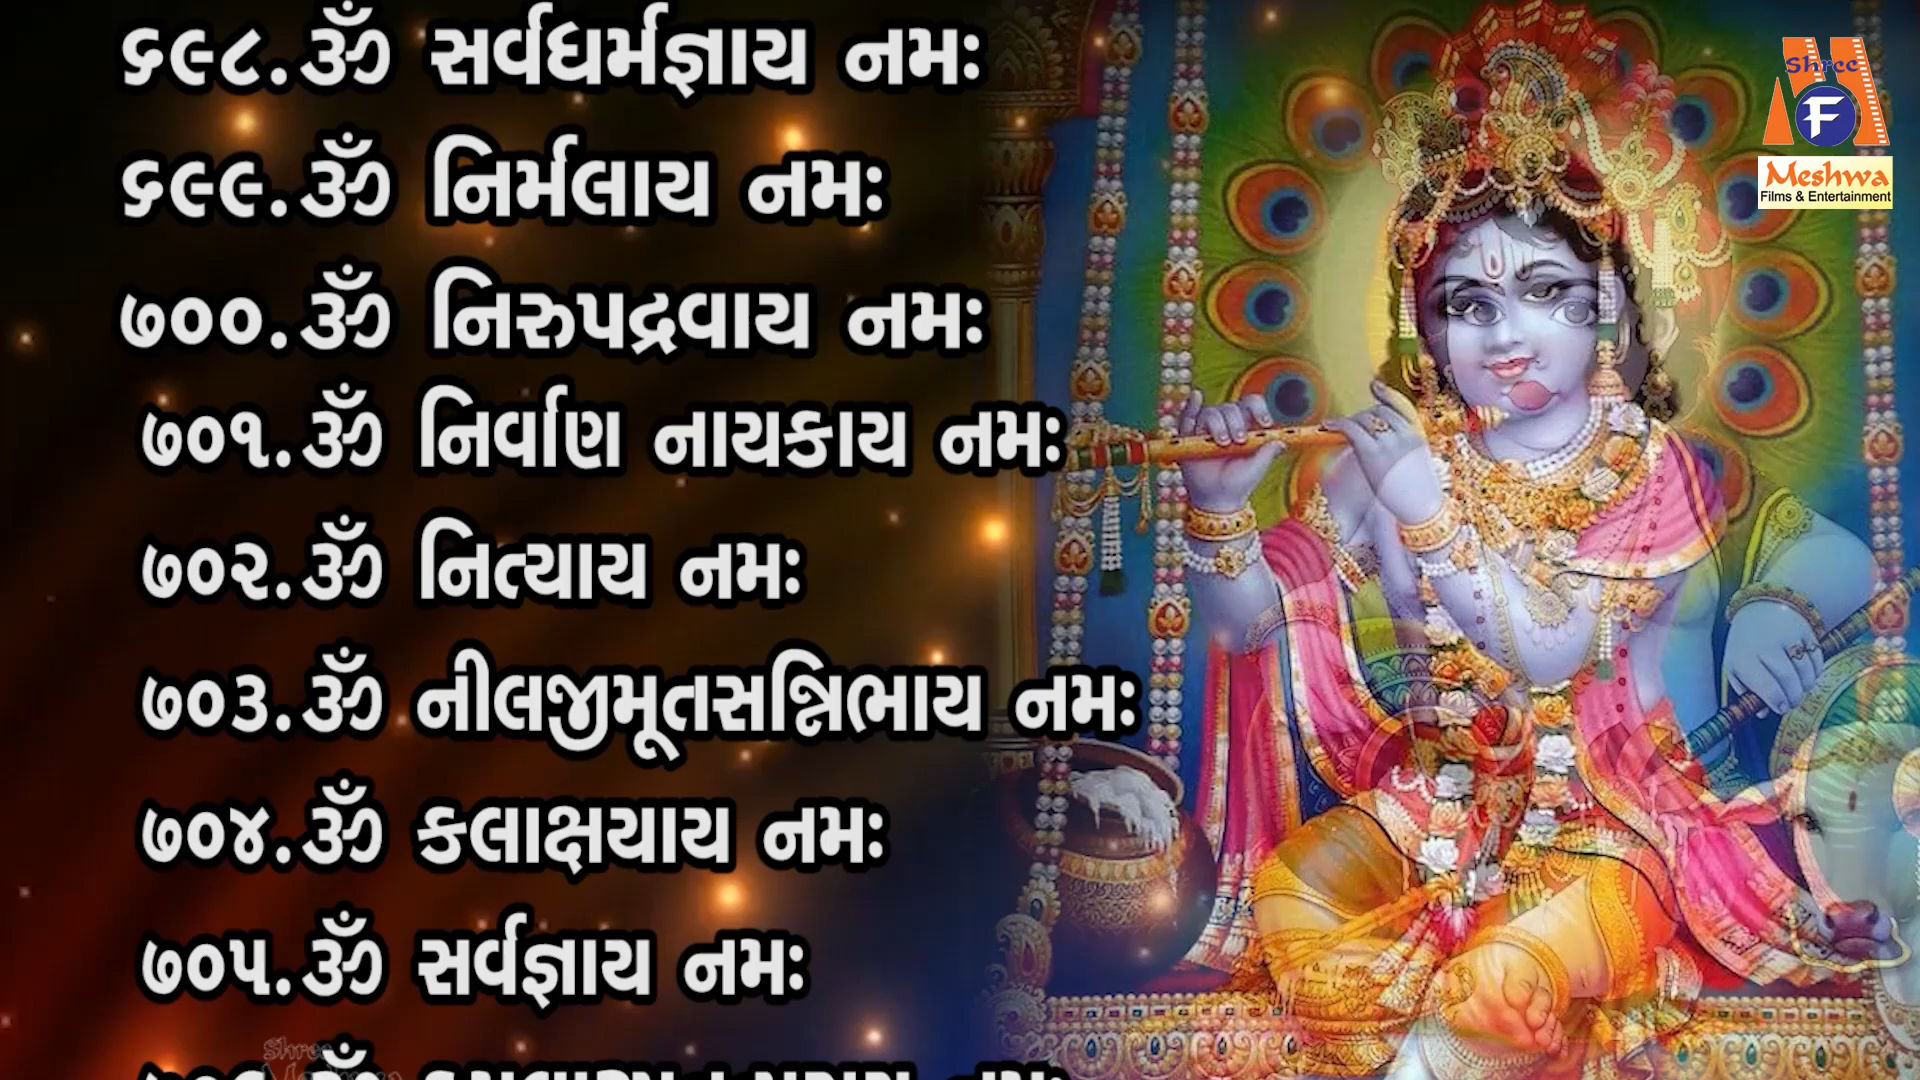 ૬૯૮.ૐ સર્વધર્મજ્ઞાય નમઃ
૬૯૯.ૐ નિર્મલાય નમઃ
૭૦૦.ૐ નિરુપદ્રવાય નમઃ
૭૦૧.ૐ નિર્વાણ નાયકાય નમઃ
૭૦૨.ૐ નિત્યાય નમઃ
૭૦૩.ૐ નીલજીમૂતસન્નિભાય નમઃ
૭૦૪.ૐ કલાક્ષયાય નમઃ
૭૦૫.ૐ સર્વજ્ઞાય નમઃ
Shree
F
Meshwa
Films & Entertainment
Shree